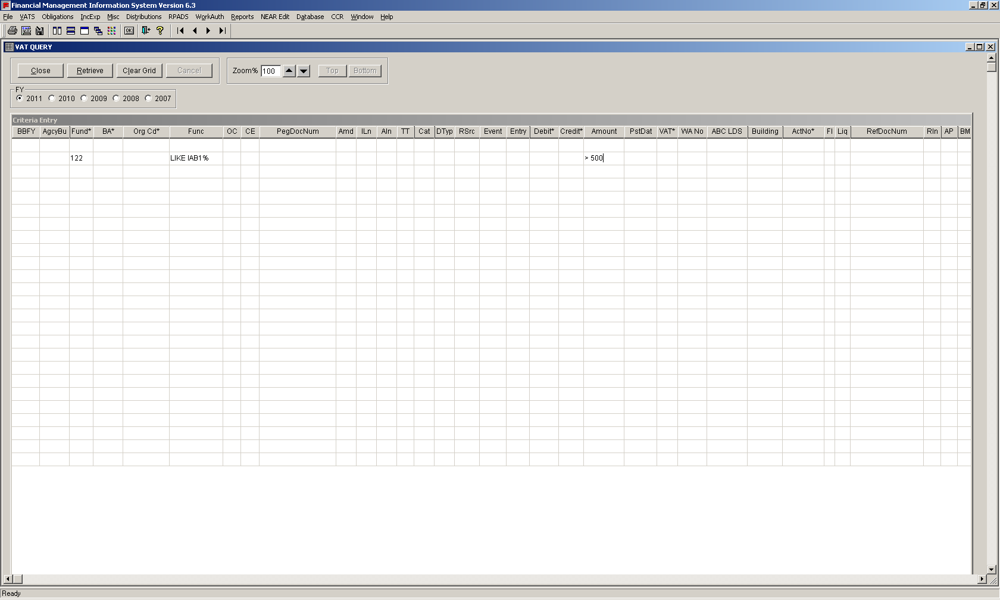 Financial Management Information System Version 6.3
File VATS Obligations IncExp Misc Distributions RPADS WorkAuth Reports NEAR Edit Database CCR Window Help
OK
VAT QUERY
Close Retrieve Clear Grid Cancel Zoom% 100 Top Bottom
FY
2011 2010 2009 2008 2007
Criteria Entry
BBFY AgcyBu Fund* BA* Org Cd* Func OC CE PegDocNum Amd ILn Aln TT Cat DTyp RSrc Event Entry Debit* Credit* Amount PstDat VAT* WA No ABC LDS Building ActNo* FI Liq RefDocNum Rln AP BM
122 LIKE IAB1% > 500
Ready